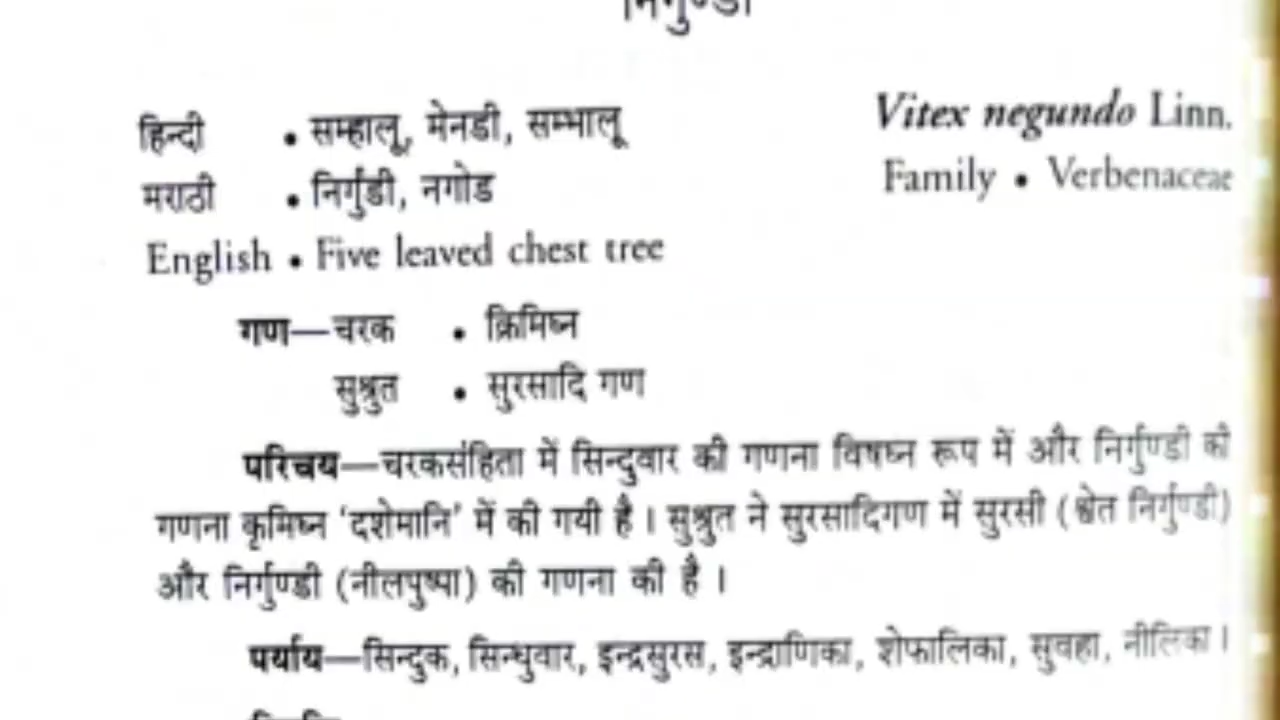 निर्गुण्डी
Vitex negundo Linn.
Family • Verbenaceae
हिन्दी • सम्हालू, मेनडी, सम्भालू
मराठी • निर्गुंडी, नगोड
English • Five leaved chest tree
गण—चरक • क्रिमिघ्न
सुश्रुत • सुरसादि गण
परिचय—चरकसंहिता में सिन्दुवार की गणना विषघ्न रूप में और निर्गुण्डी की
गणना कृमिघ्न 'दशेमानि' में की गयी है । सुश्रुत ने सुरसादिगण में सुरसी (श्वेत निर्गुण्डी)
और निर्गुण्डी (नीलपुष्पा) की गणना की है ।
पर्याय—सिन्दुक, सिन्धुवार, इन्द्रसुरस, इन्द्राणिका, शेफालिका, सुवहा, नीलिका ।